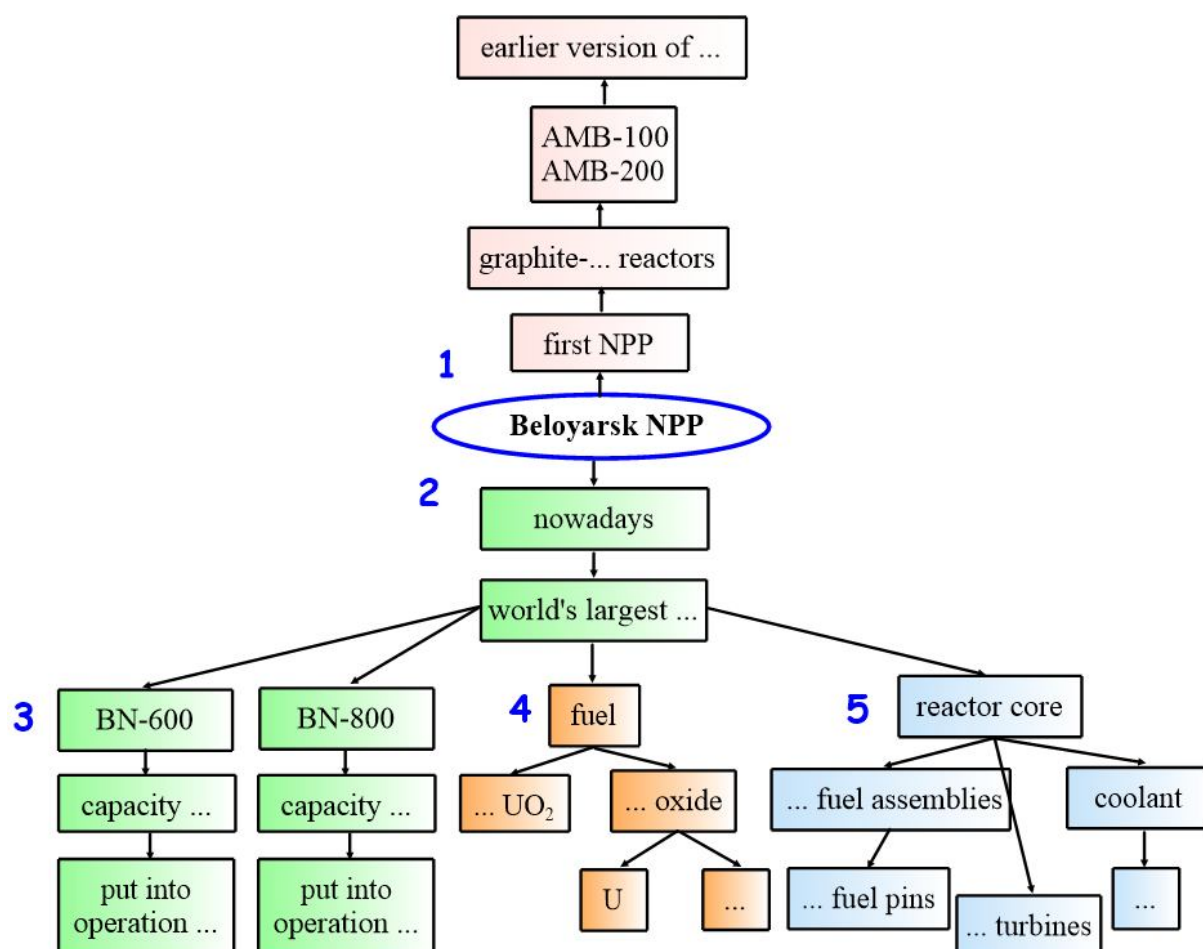 earlier version of ...
AMB-100
AMB-200
graphite-... reactors
first NPP
1
Beloyarsk NPP
2
nowadays
world's largest ...
3
BN-600
capacity ...
put into
operation ...
BN-800
capacity ...
put into
operation ...
4
fuel
... UO₂
... oxide
U
...
5
reactor core
... fuel assemblies
... fuel pins
... turbines
coolant
...